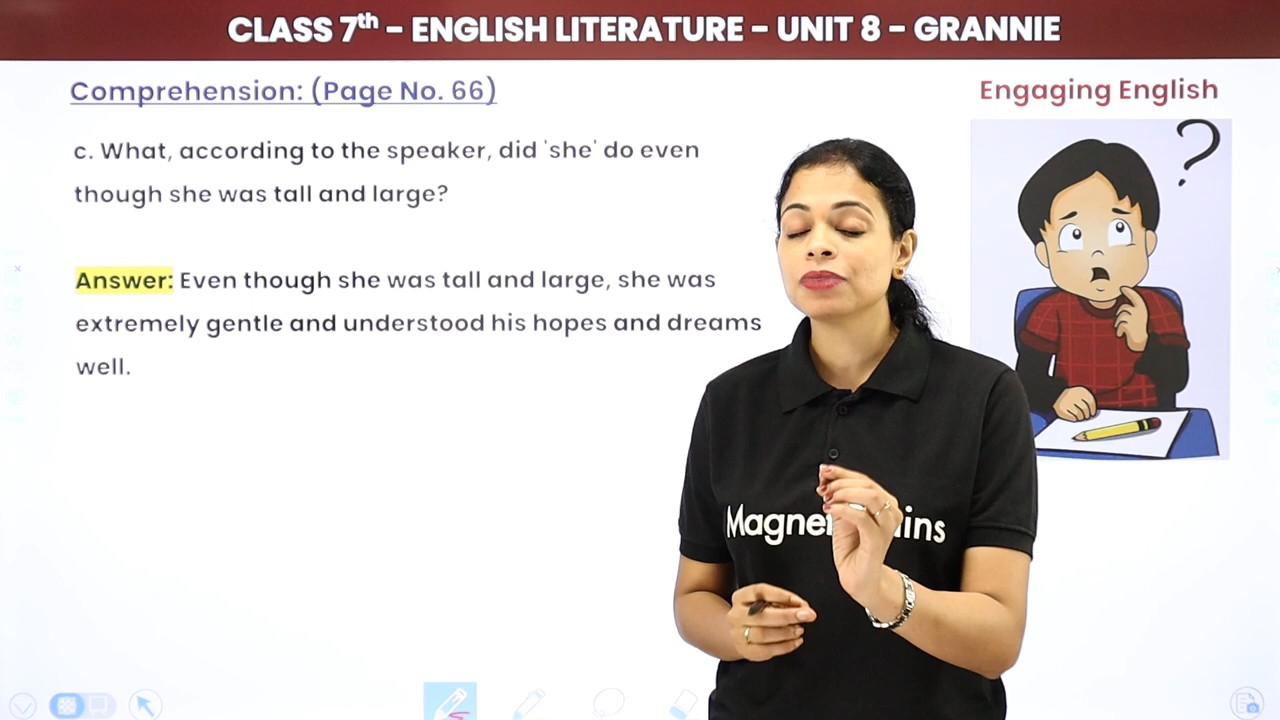 CLASS 7th - ENGLISH LITERATURE - UNIT 8 - GRANNIE
Comprehension: (Page No. 66)
Engaging English
c. What, according to the speaker, did 'she' do even
though she was tall and large?
Answer: Even though she was tall and large, she was
extremely gentle and understood his hopes and dreams
well.
?